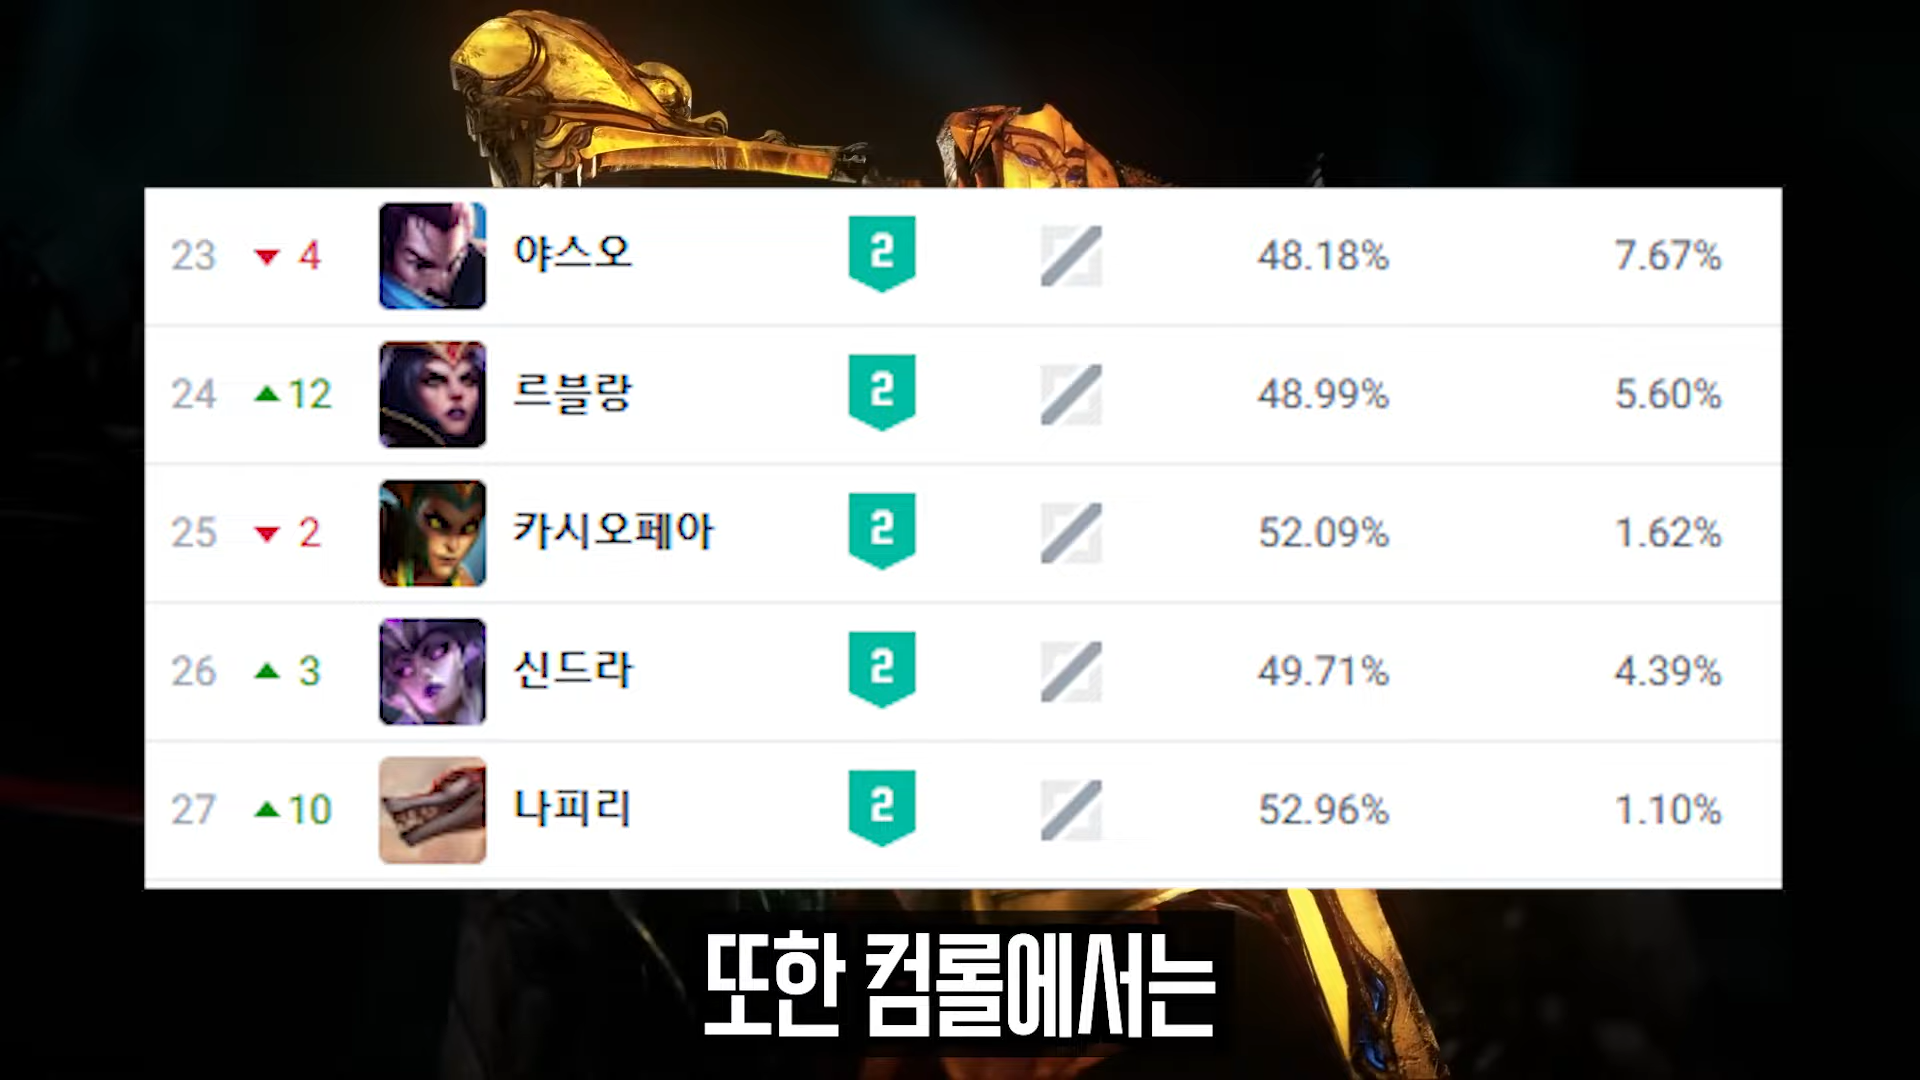 23 ▼ 4 야스오 2 48.18% 7.67%
24 ▲ 12 르블랑 2 48.99% 5.60%
25 ▼ 2 카시오페아 2 52.09% 1.62%
26 ▲ 3 신드라 2 49.71% 4.39%
27 ▲ 10 나피리 2 52.96% 1.10%
또한 컴롤에서는